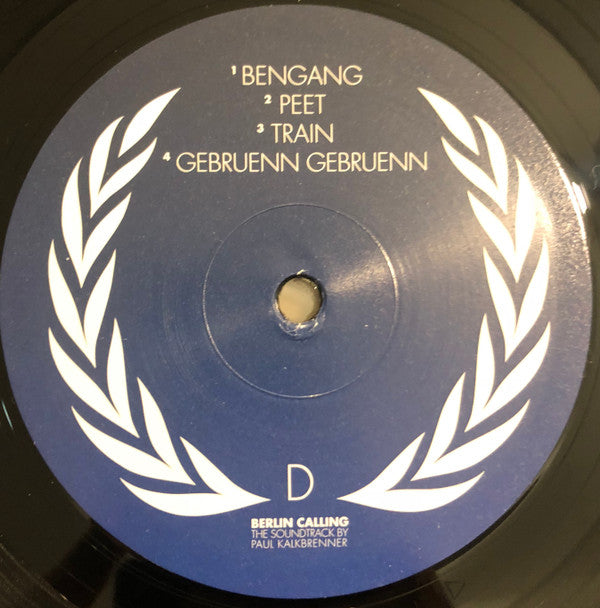 1 BENGANG
2 PEET
3 TRAIN
4 GEBRUENN GEBRUENN
D
BERLIN CALLING
THE SOUNDTRACK BY
PAUL KALKBRENNER